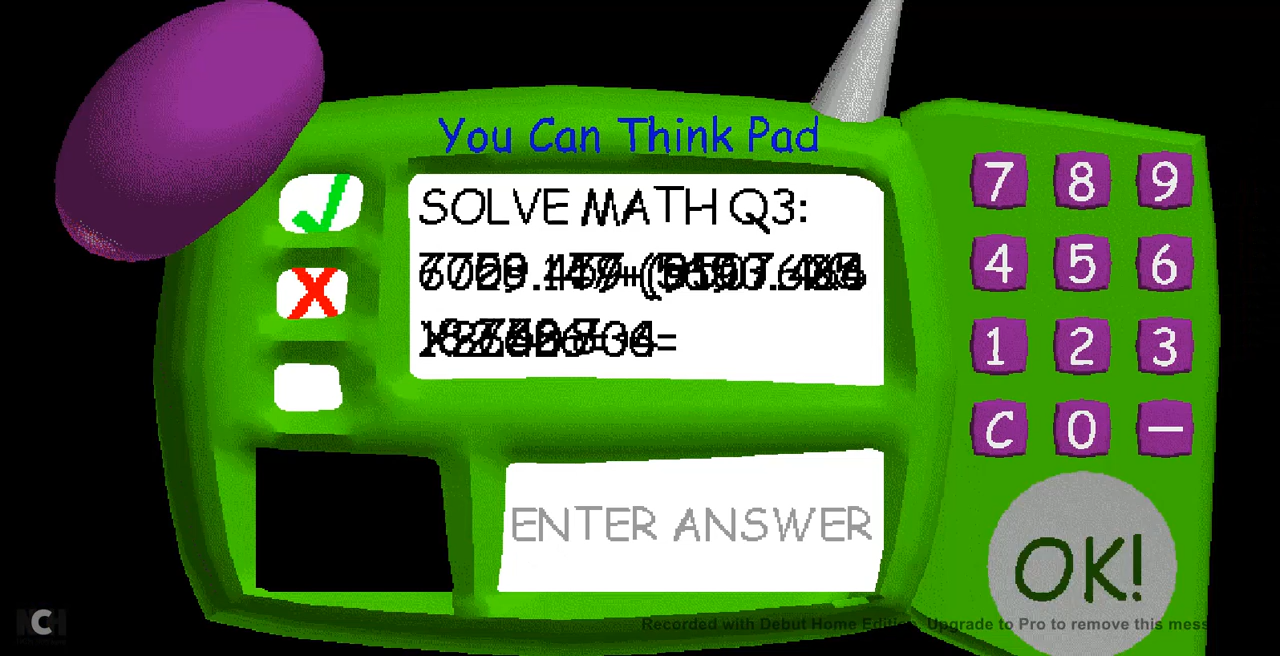 You Can Think Pad
SOLVE MATH Q3:
ENTER ANSWER
7 8 9
4 5 6
1 2 3
C 0 —
OK!
NCH
Recorded with Debut Home Edition. Upgrade to Pro to remove this mess